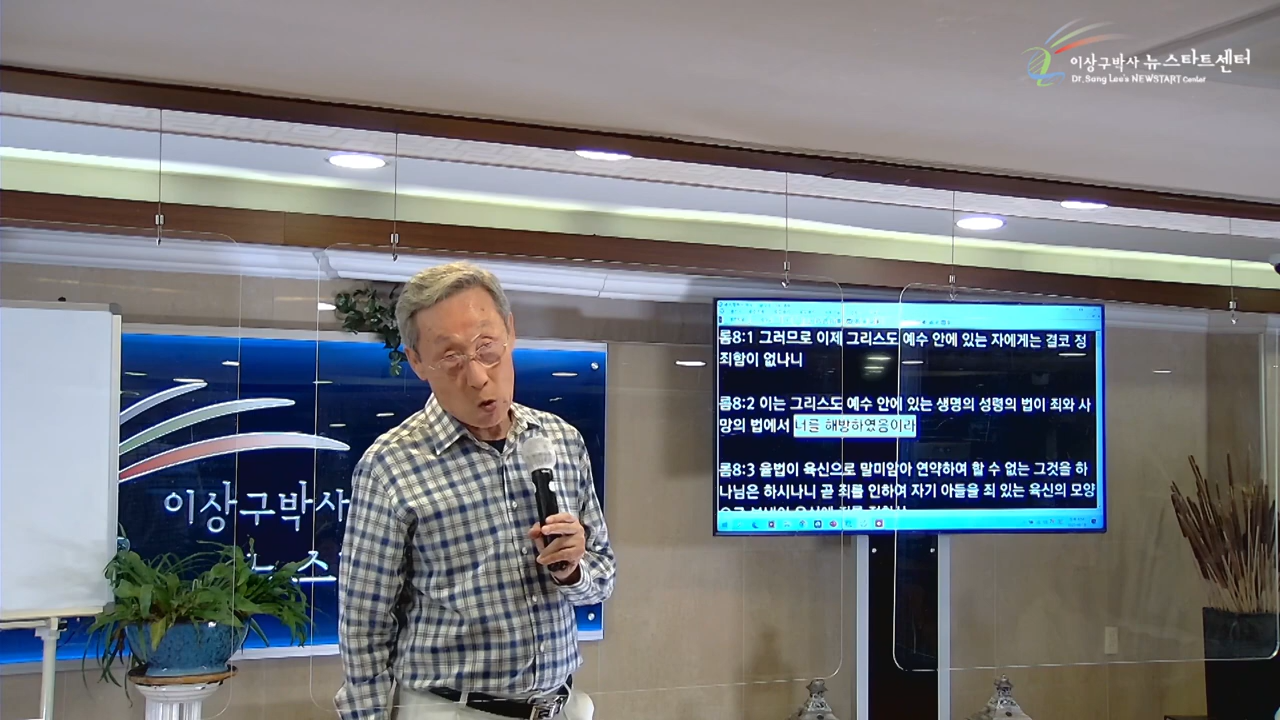 이상구박사 뉴스타트센터
Dr. Sang Lee's NEWSTART Center
롬8:1 그러므로 이제 그리스도 예수 안에 있는 자에게는 결코 정
죄함이 없나니
롬8:2 이는 그리스도 예수 안에 있는 생명의 성령의 법이 죄와 사
망의 법에서 너를 해방하였음이라
롬8:3 율법이 육신으로 말미암아 연약하여 할 수 없는 그것을 하
나님은 하시나니 곧 죄를 인하여 자기 아들을 죄 있는 육신의 모양
이상구박사
뉴스